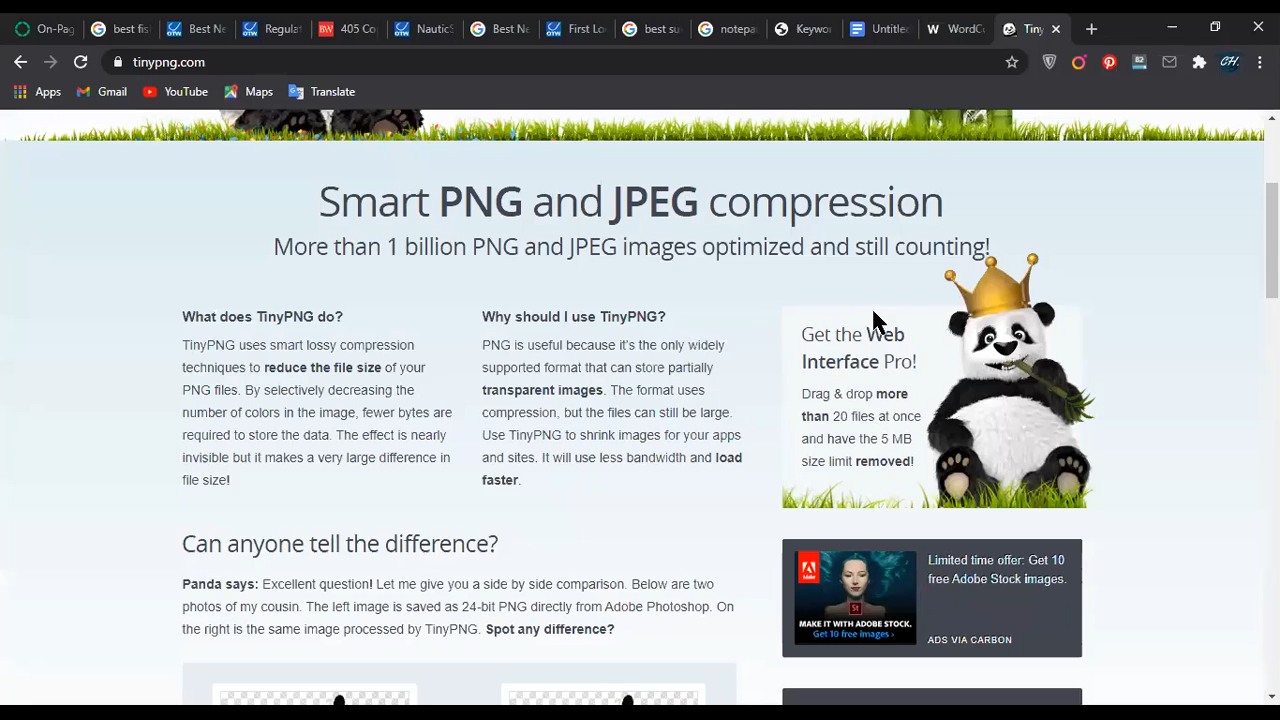 On-Pag
best fis
Best Ne
Regulat
405 Co
NauticS
Best Ne
First Lo
best su
notepa
Keywo
Untitled
WordCo
Tiny
tinypng.com
82
CH
Apps
Gmail
YouTube
Maps
Translate
Smart PNG and JPEG compression
More than 1 billion PNG and JPEG images optimized and still counting!
What does TinyPNG do?
TinyPNG uses smart lossy compression
techniques to reduce the file size of your
PNG files. By selectively decreasing the
number of colors in the image, fewer bytes are
required to store the data. The effect is nearly
invisible but it makes a very large difference in
file size!
Why should I use TinyPNG?
PNG is useful because it's the only widely
supported format that can store partially
transparent images. The format uses
compression, but the files can still be large.
Use TinyPNG to shrink images for your apps
and sites. It will use less bandwidth and load
faster.
Get the Web
Interface Pro!
Drag & drop more
than 20 files at once
and have the 5 MB
size limit removed!
Can anyone tell the difference?
Panda says: Excellent question! Let me give you a side by side comparison. Below are two
photos of my cousin. The left image is saved as 24-bit PNG directly from Adobe Photoshop. On
the right is the same image processed by TinyPNG. Spot any difference?
Adobe
St
MAKE IT WITH ADOBE STOCK.
Get 10 free images ›
Limited time offer: Get 10
free Adobe Stock images.
ADS VIA CARBON